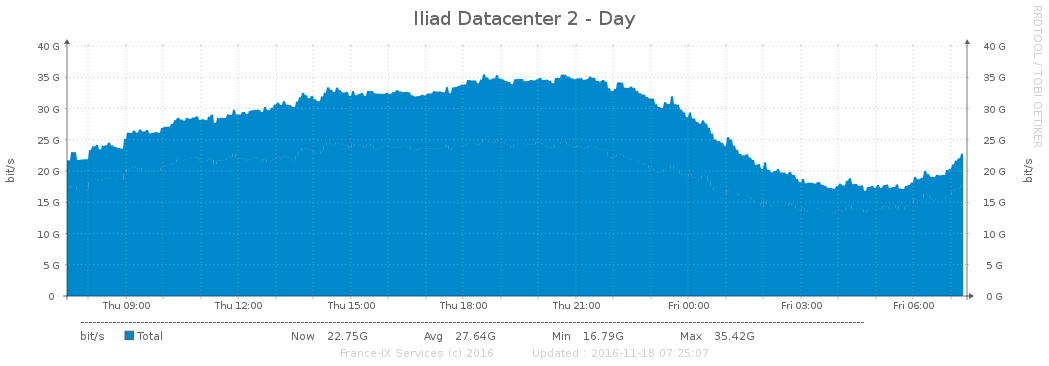 Iliad Datacenter 2 - Day
RRDTOOL / TOBI OETIKER
40 G 40 G
35 G 35 G
30 G 30 G
25 G 25 G
20 G 20 G
15 G 15 G
10 G 10 G
5 G 5 G
0 0 G
bit/s bit/s
Thu 09:00 Thu 12:00 Thu 15:00 Thu 18:00 Thu 21:00 Fri 00:00 Fri 03:00 Fri 06:00
bit/s Total Now 22.75G Avg 27.64G Min 16.79G Max 35.42G
France-IX Services (c) 2016 Updated : 2016-11-18 07:25:07